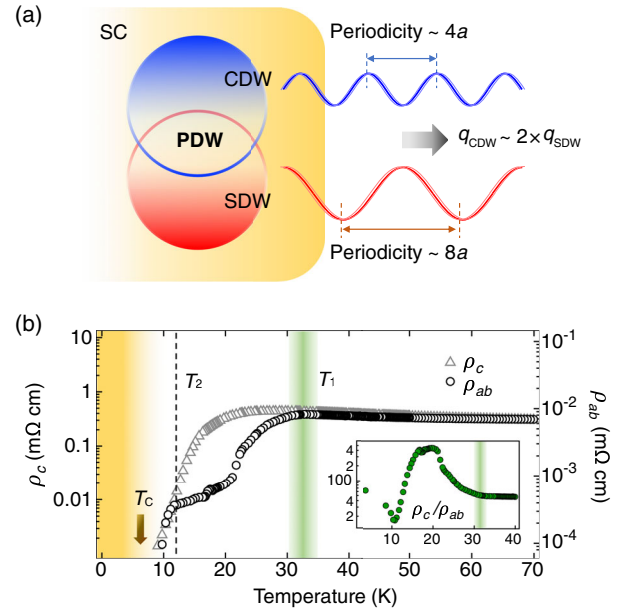 (a)
SC
CDW
PDW
SDW
Periodicity ~ 4a
q_CDW ~ 2× q_SDW
Periodicity ~ 8a
(b)
10
1
0.1
0.01
ρ_c (mΩ cm)
T_2
T_1
T_C
ρ_c
ρ_ab
10^-1
10^-2
10^-3
10^-4
ρ_ab (mΩ cm)
4
2
100
4
2
ρ_c/ρ_ab
0 10 20 30 40
0 10 20 30 40 50 60 70
Temperature (K)